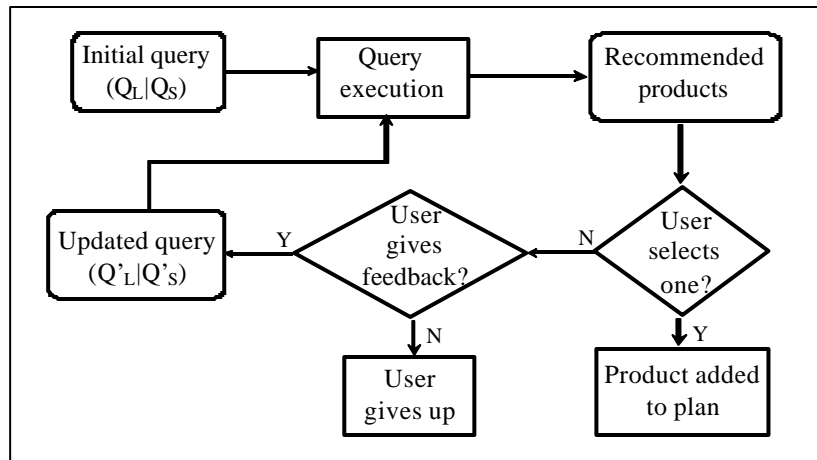 Initial query
(QL|QS)
Query
execution
Recommended
products
User
selects
one?
N
User
gives
feedback?
Y
Updated query
(Q’L|Q’S)
N
User
gives up
Y
Product added
to plan